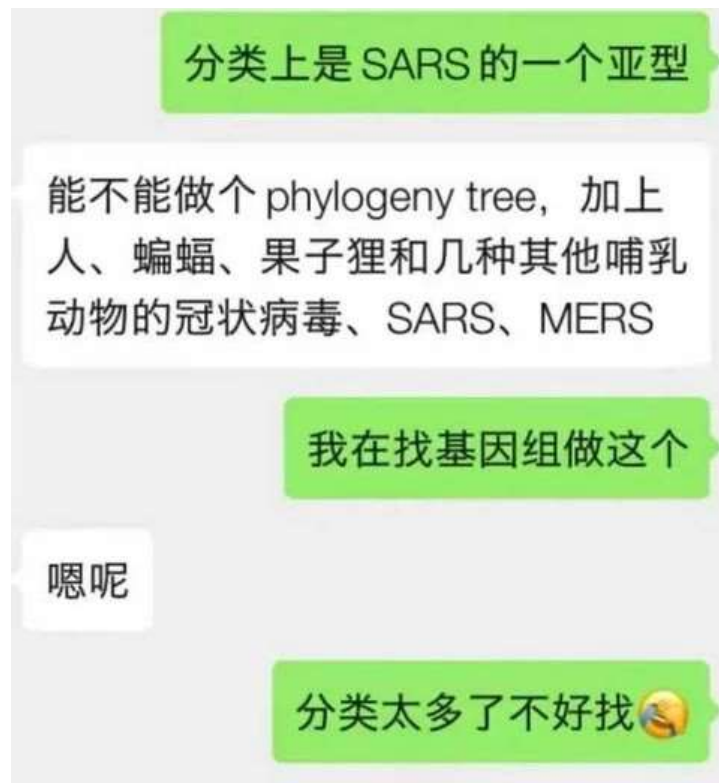 分类上是SARS的一个亚型
能不能做个phylogeny tree，加上
人、蝙蝠、果子狸和几种其他哺乳
动物的冠状病毒、SARS、MERS
我在找基因组做这个
嗯呢
分类太多了不好找🤦